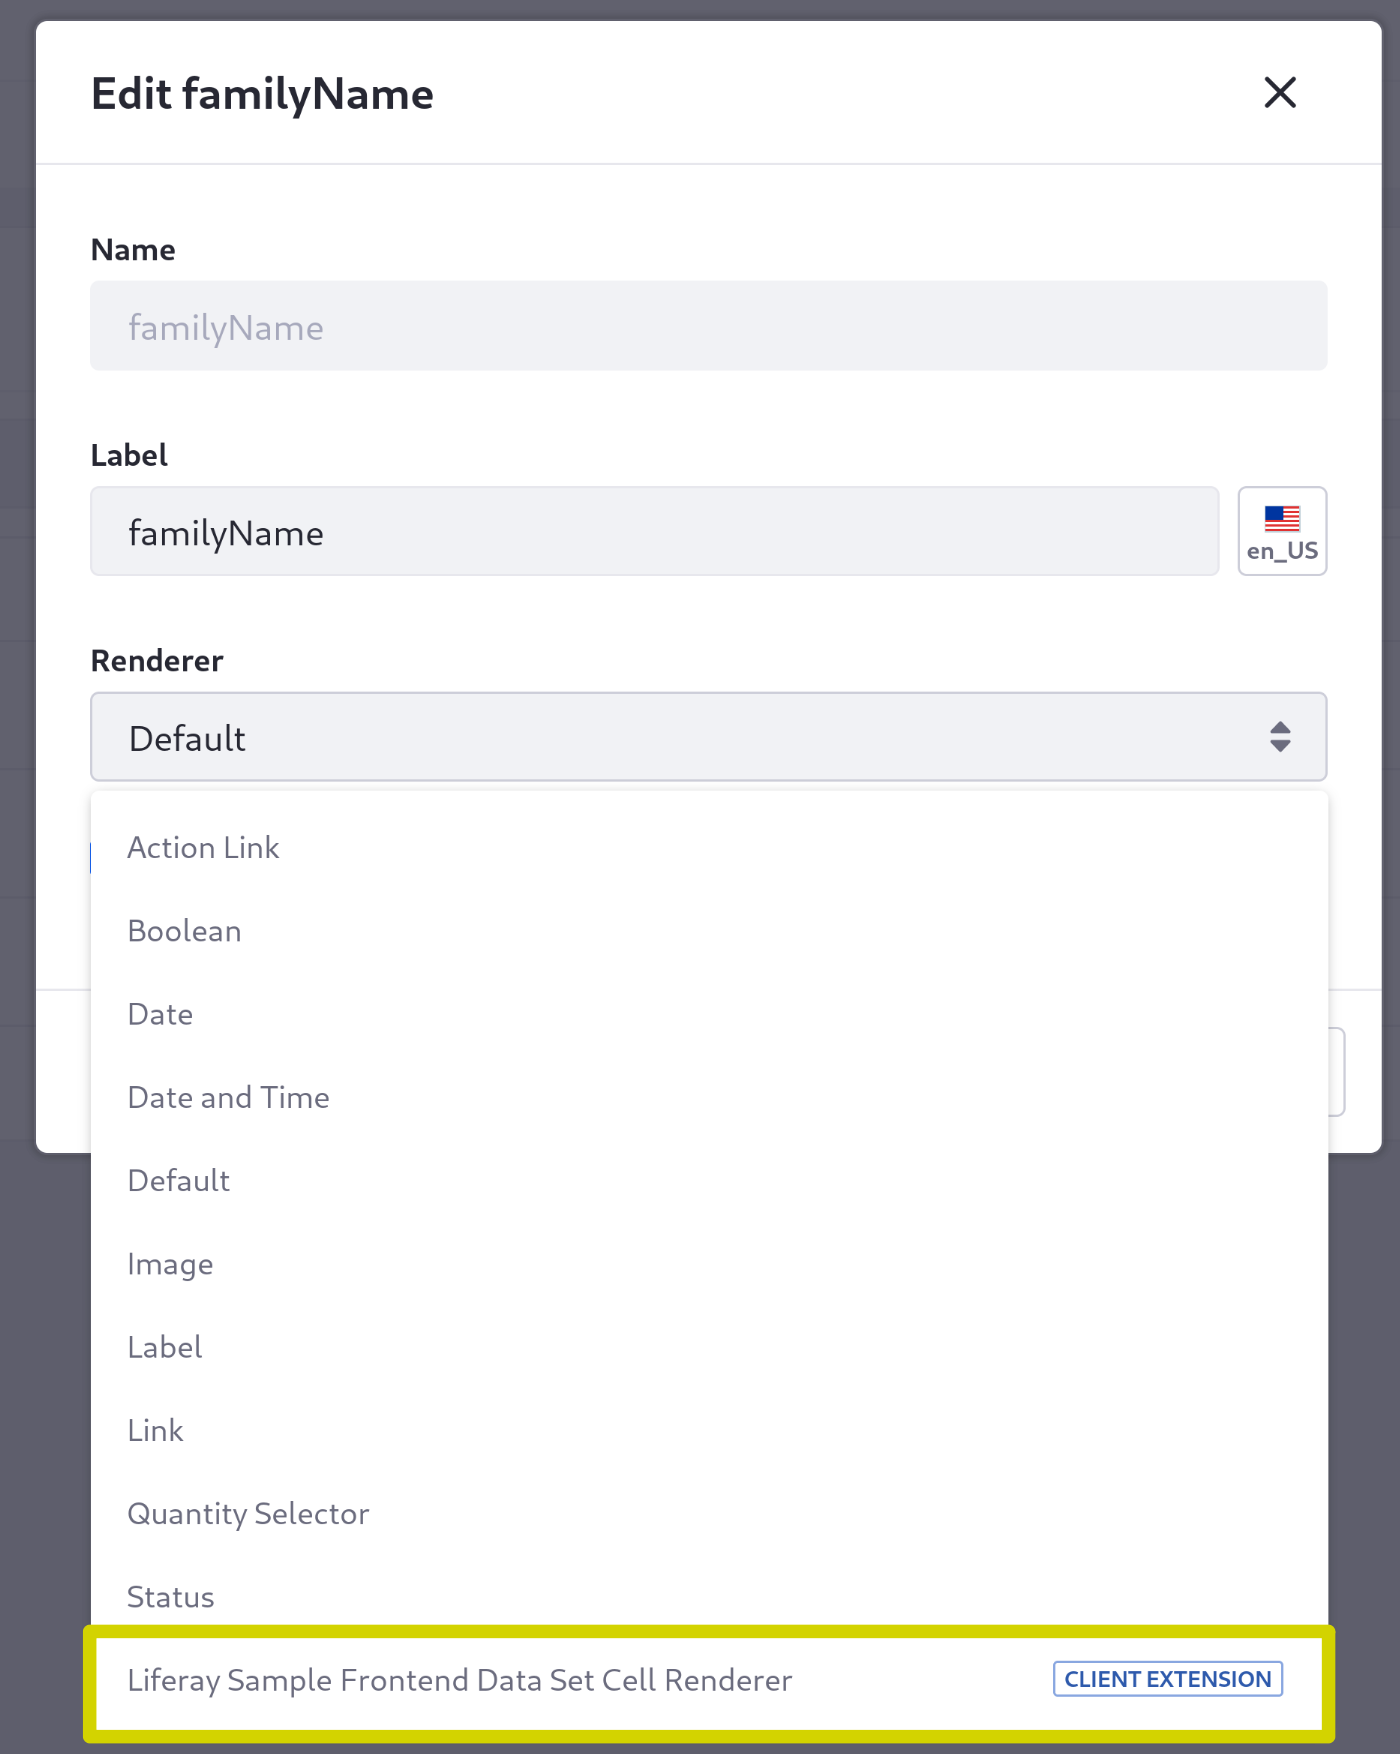 Edit familyName
Name
familyName
Label
familyName
en_US
Renderer
Default
Action Link
Boolean
Date
Date and Time
Default
Image
Label
Link
Quantity Selector
Status
Liferay Sample Frontend Data Set Cell Renderer CLIENT EXTENSION